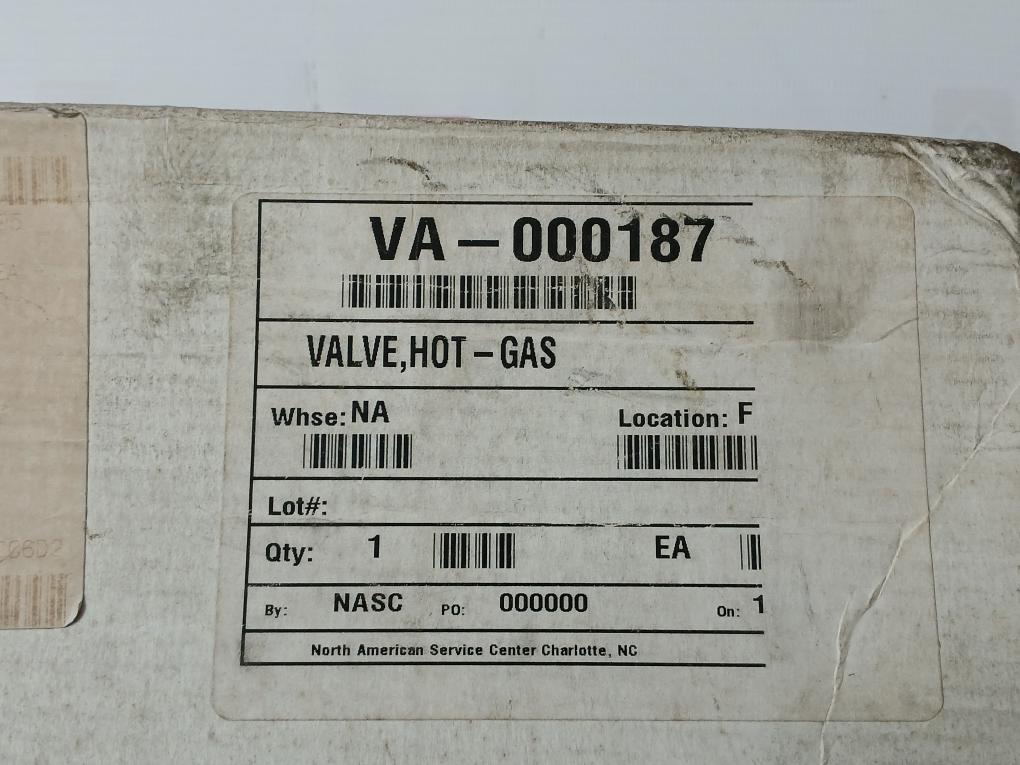 VA-000187
VALVE,HOT-GAS
Whse: NA Location: F
Lot#:
Qty: 1 EA
By: NASC PO: 000000 On: 1
North American Service Center Charlotte, NC